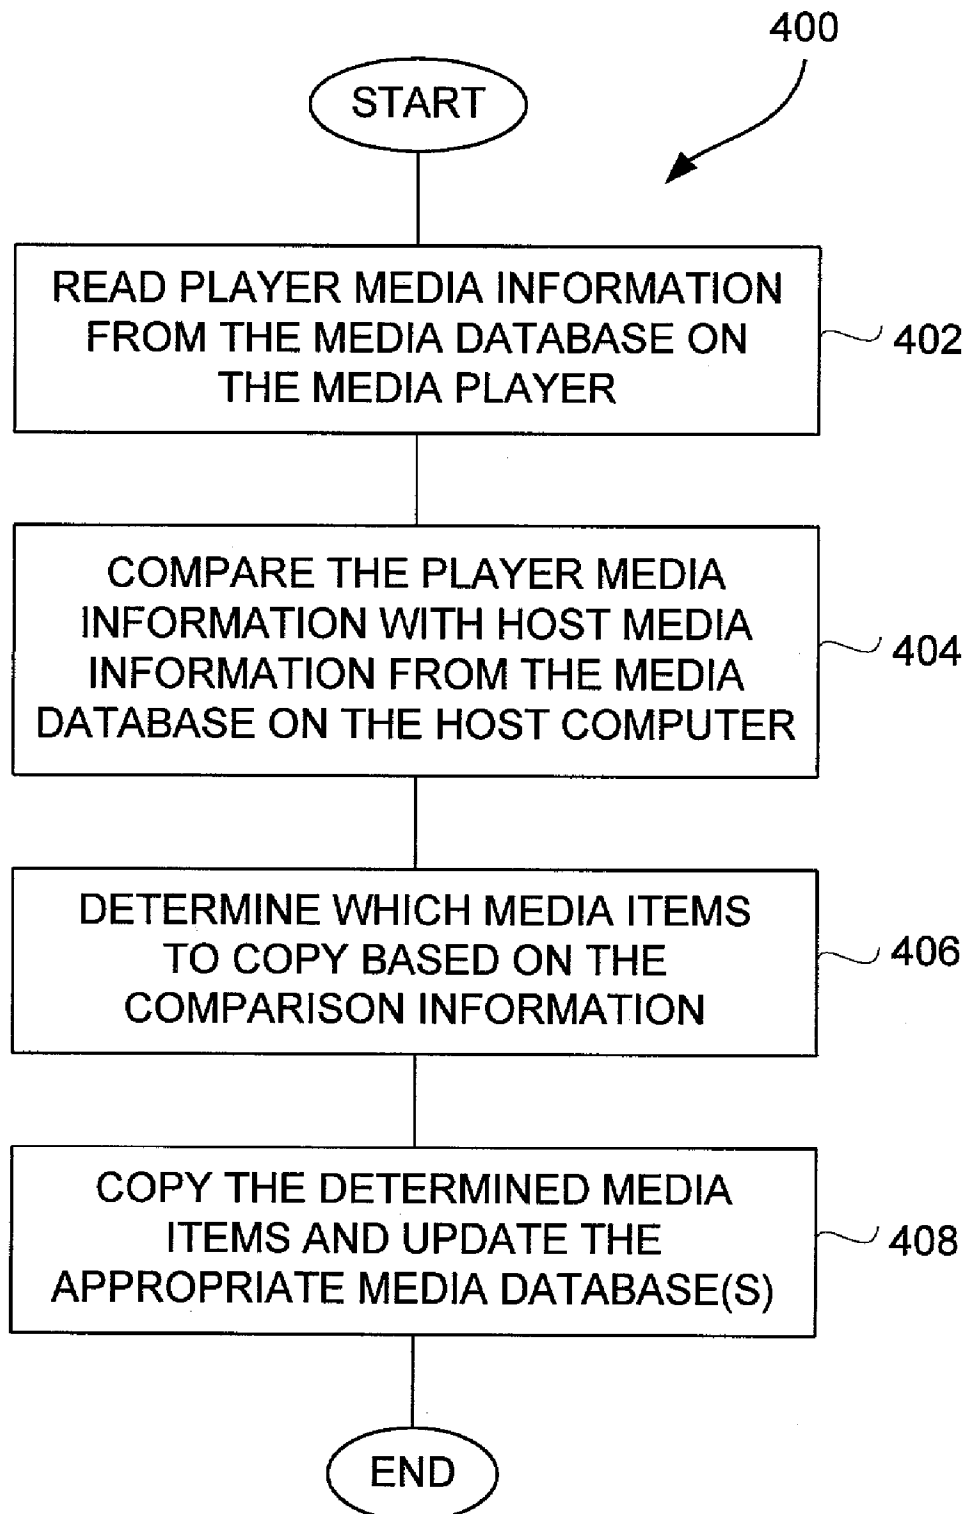 400
START
READ PLAYER MEDIA INFORMATION
FROM THE MEDIA DATABASE ON
THE MEDIA PLAYER
402
COMPARE THE PLAYER MEDIA
INFORMATION WITH HOST MEDIA
INFORMATION FROM THE MEDIA
DATABASE ON THE HOST COMPUTER
404
DETERMINE WHICH MEDIA ITEMS
TO COPY BASED ON THE
COMPARISON INFORMATION
406
COPY THE DETERMINED MEDIA
ITEMS AND UPDATE THE
APPROPRIATE MEDIA DATABASE(S)
408
END